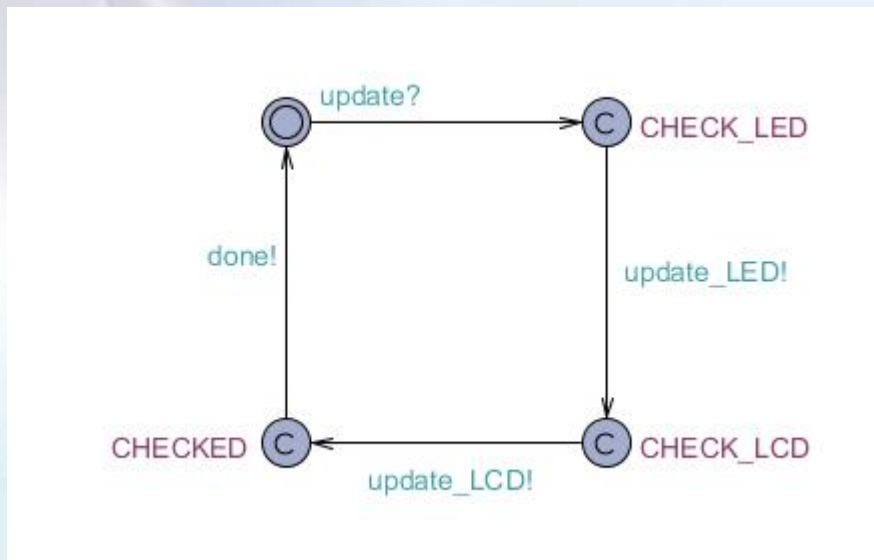 update?
C
CHECK_LED
done!
update_LED!
CHECKED
C
C
CHECK_LCD
update_LCD!